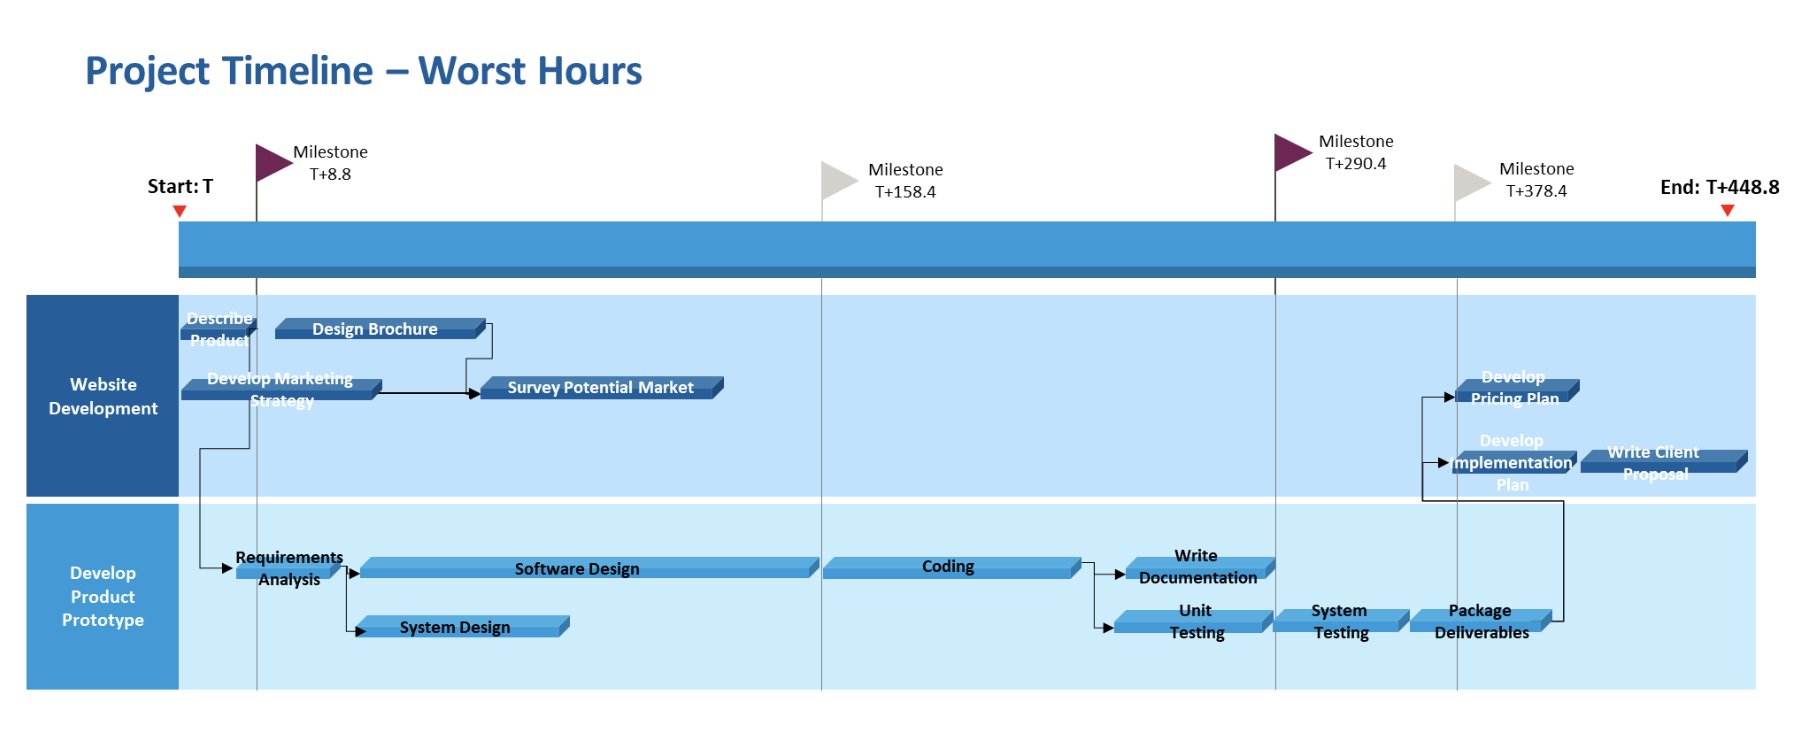 Project Timeline – Worst Hours
Milestone
T+8.8
Milestone
T+158.4
Milestone
T+290.4
Milestone
T+378.4
Start: T
End: T+448.8
Website
Development
Describe
Product
Design Brochure
Develop Marketing
Strategy
Survey Potential Market
Develop
Pricing Plan
Develop
Implementation
Plan
Write Client
Proposal
Develop
Product
Prototype
Requirements
Analysis
Software Design
System Design
Coding
Write
Documentation
Unit
Testing
System
Testing
Package
Deliverables